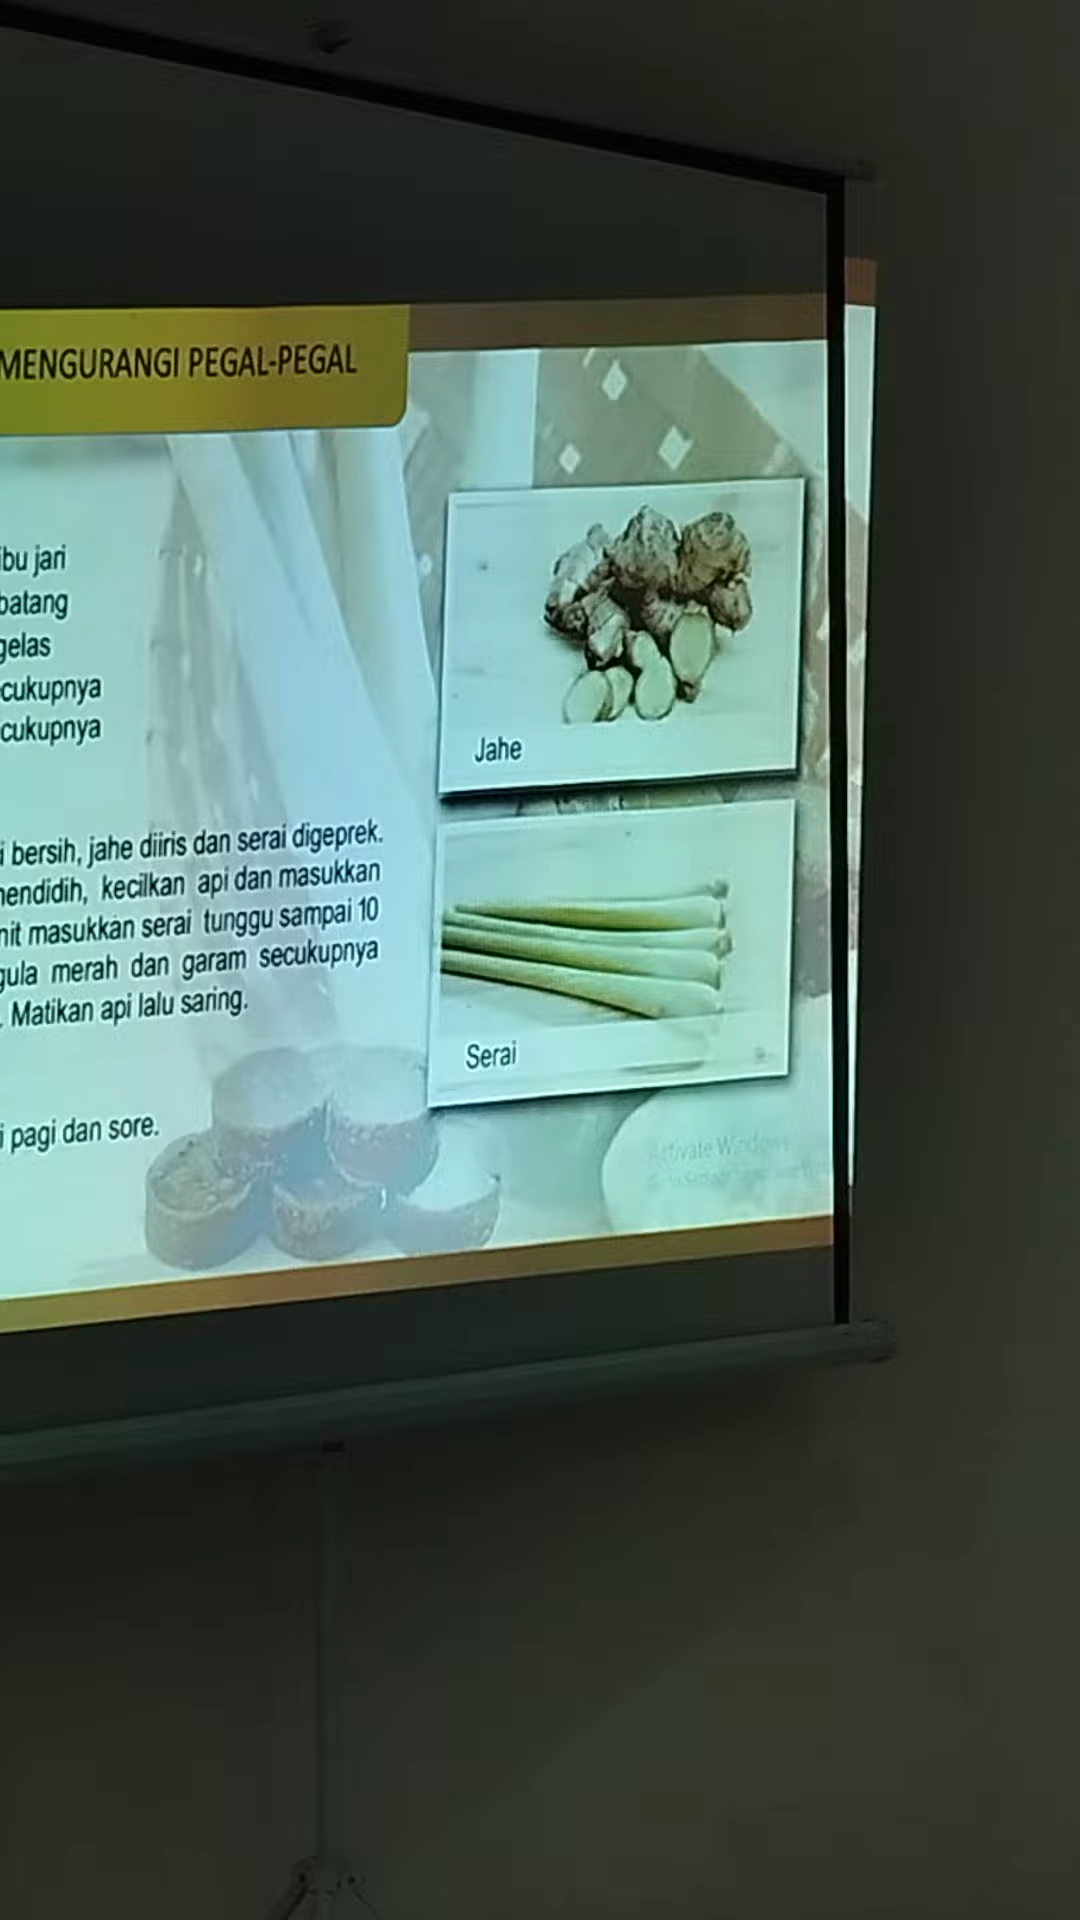 MENGURANGI PEGAL-PEGAL
ibu jari
batang
gelas
cukupnya
cukupnya
Jahe
i bersih, jahe diiris dan serai digeprek.
mendidih, kecilkan api dan masukkan
nit masukkan serai tunggu sampai 10
gula merah dan garam secukupnya
. Matikan api lalu saring.
Serai
i pagi dan sore.
Activate Windows